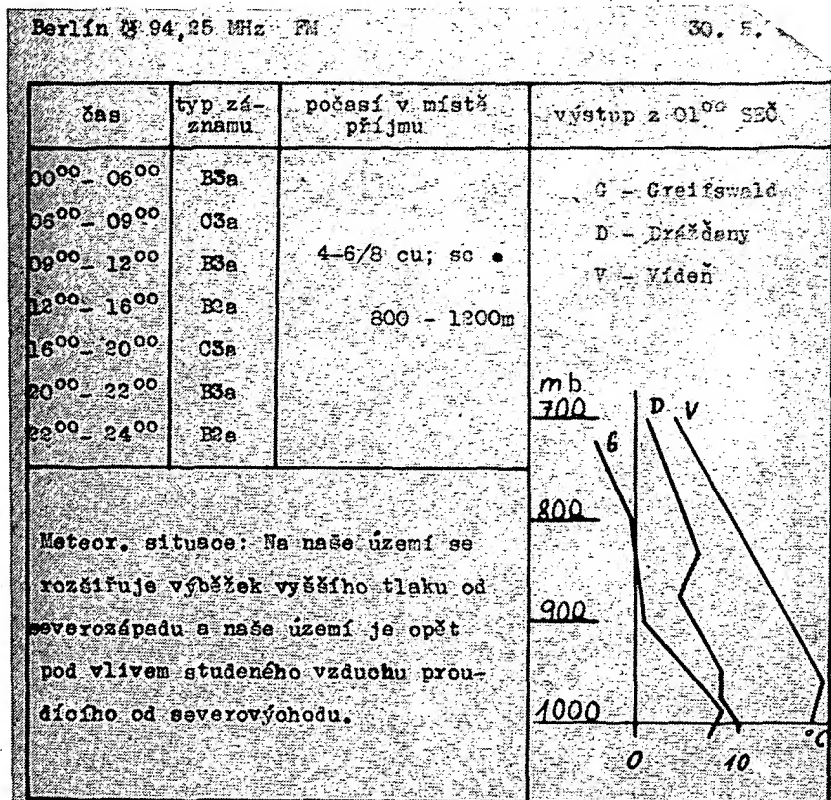 Berlín 94,25 MHz FM
30. 5.
čas
typ zá-
znamu
počasí v místě
příjmu
výstup z 01⁰⁰ SEČ
00⁰⁰- 06⁰⁰ B3a
06⁰⁰- 09⁰⁰ C3a
09⁰⁰- 12⁰⁰ B3a
12⁰⁰- 16⁰⁰ B2a
16⁰⁰- 20⁰⁰ C3a
20⁰⁰- 22⁰⁰ B3a
22⁰⁰- 24⁰⁰ B2a
4-6/8 cu; sc •
800 - 1200m
G - Greifswald
D - Drážďany
V - Vídeň
mb
700
D V
G
800
900
1000
°C
0 10
Meteor. situace: Na naše území se
rozšiřuje výběžek vyššího tlaku od
severozápadu a naše území je opět
pod vlivem studeného vzduchu prou-
dícího od severovýchodu.